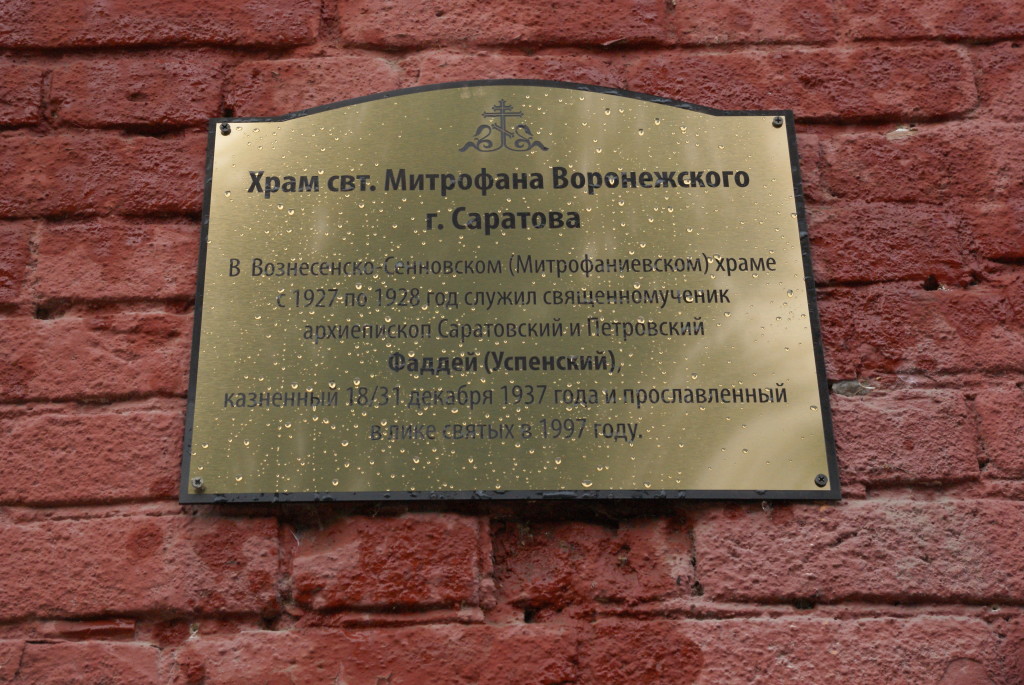 Храм свт. Митрофана Воронежского
г. Саратова
В Вознесенско-Сенновском (Митрофаниевском) храме
с 1927 по 1928 год служил священномученик
архиепископ Саратовский и Петровский
Фаддей (Успенский),
казненный 18/31 декабря 1937 года и прославленный
в лике святых в 1997 году.